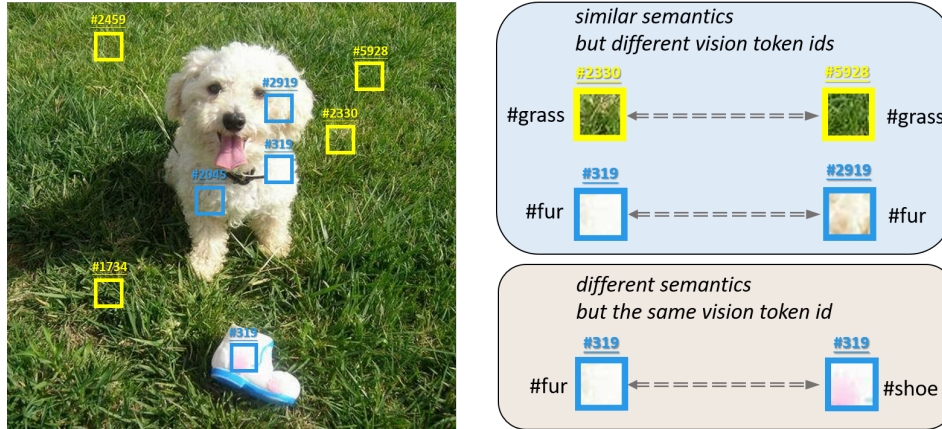 #2459
#5928
#2919
#2330
#319
#1734
#319
similar semantics
but different vision token ids
#2330
#5928
#grass
#grass
#319
#2919
#fur
#fur
different semantics
but the same vision token id
#319
#319
#fur
#shoe